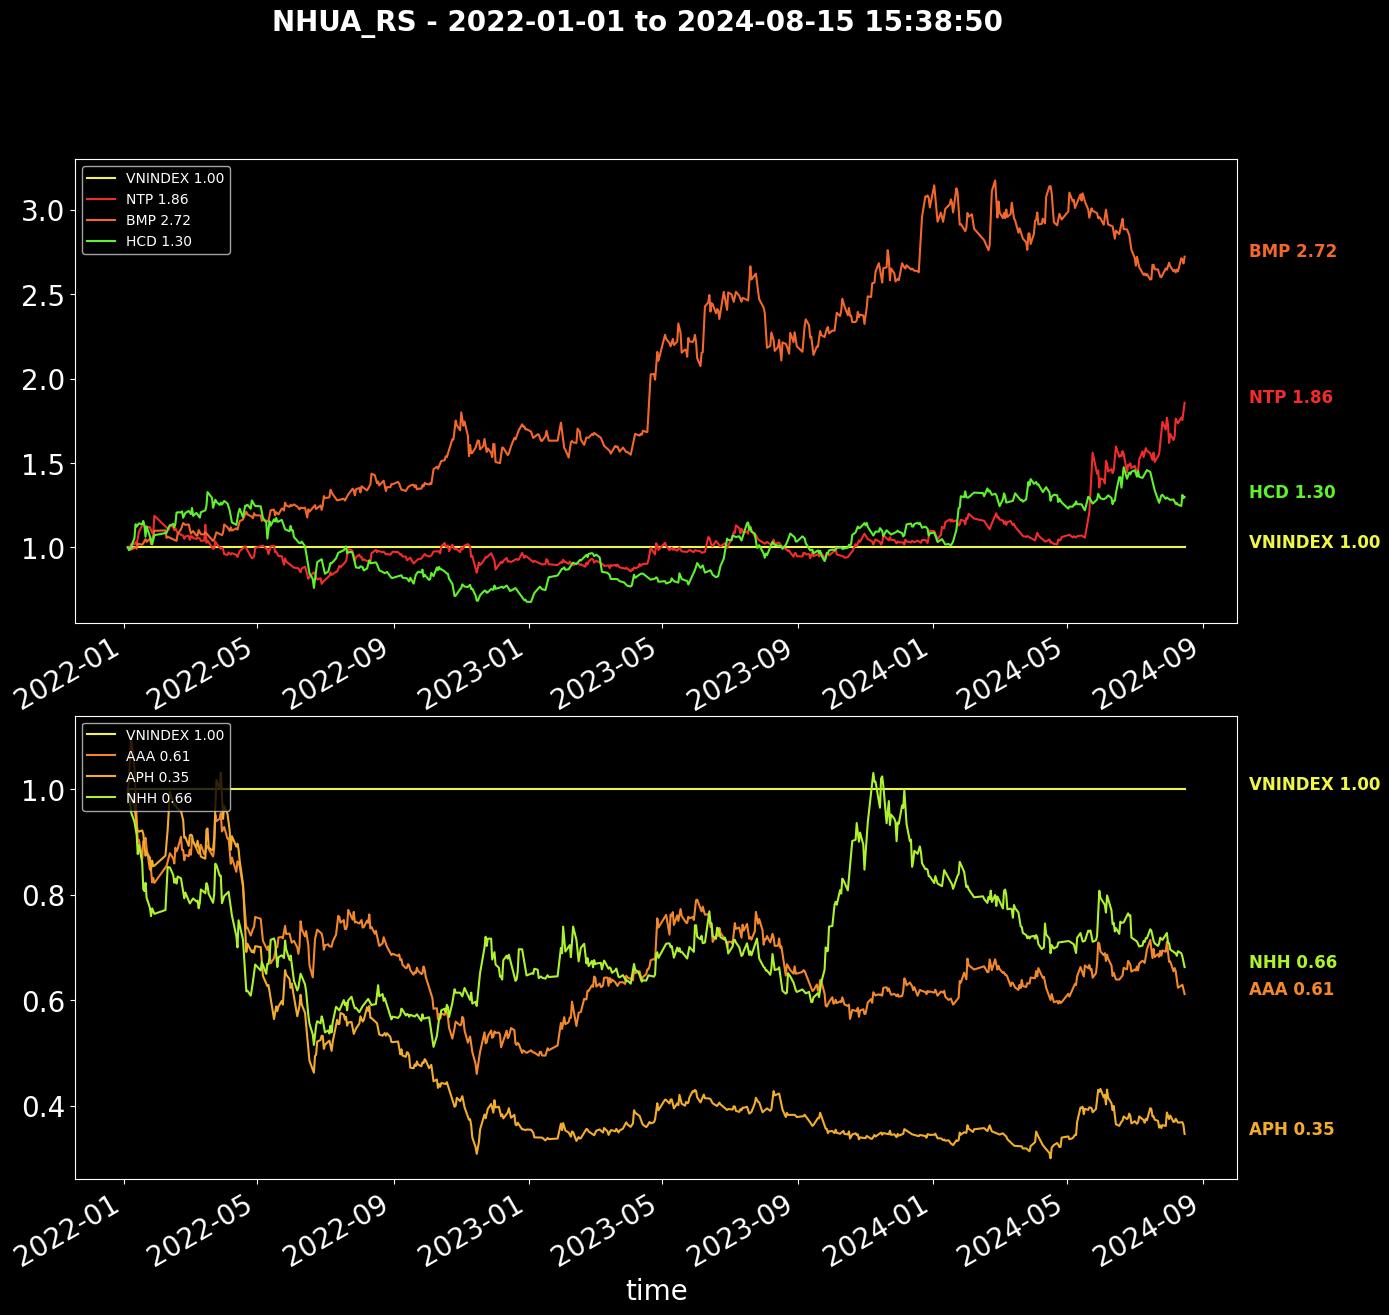 NHUA_RS - 2022-01-01 to 2024-08-15 15:38:50
VNINDEX 1.00
NTP 1.86
BMP 2.72
HCD 1.30
3.0
2.5
2.0
1.5
1.0
BMP 2.72
NTP 1.86
HCD 1.30
VNINDEX 1.00
2022-01 2022-05 2022-09 2023-01 2023-05 2023-09 2024-01 2024-05 2024-09
VNINDEX 1.00
AAA 0.61
APH 0.35
NHH 0.66
1.0
0.8
0.6
0.4
VNINDEX 1.00
NHH 0.66
AAA 0.61
APH 0.35
2022-01 2022-05 2022-09 2023-01 2023-05 2023-09 2024-01 2024-05 2024-09
time